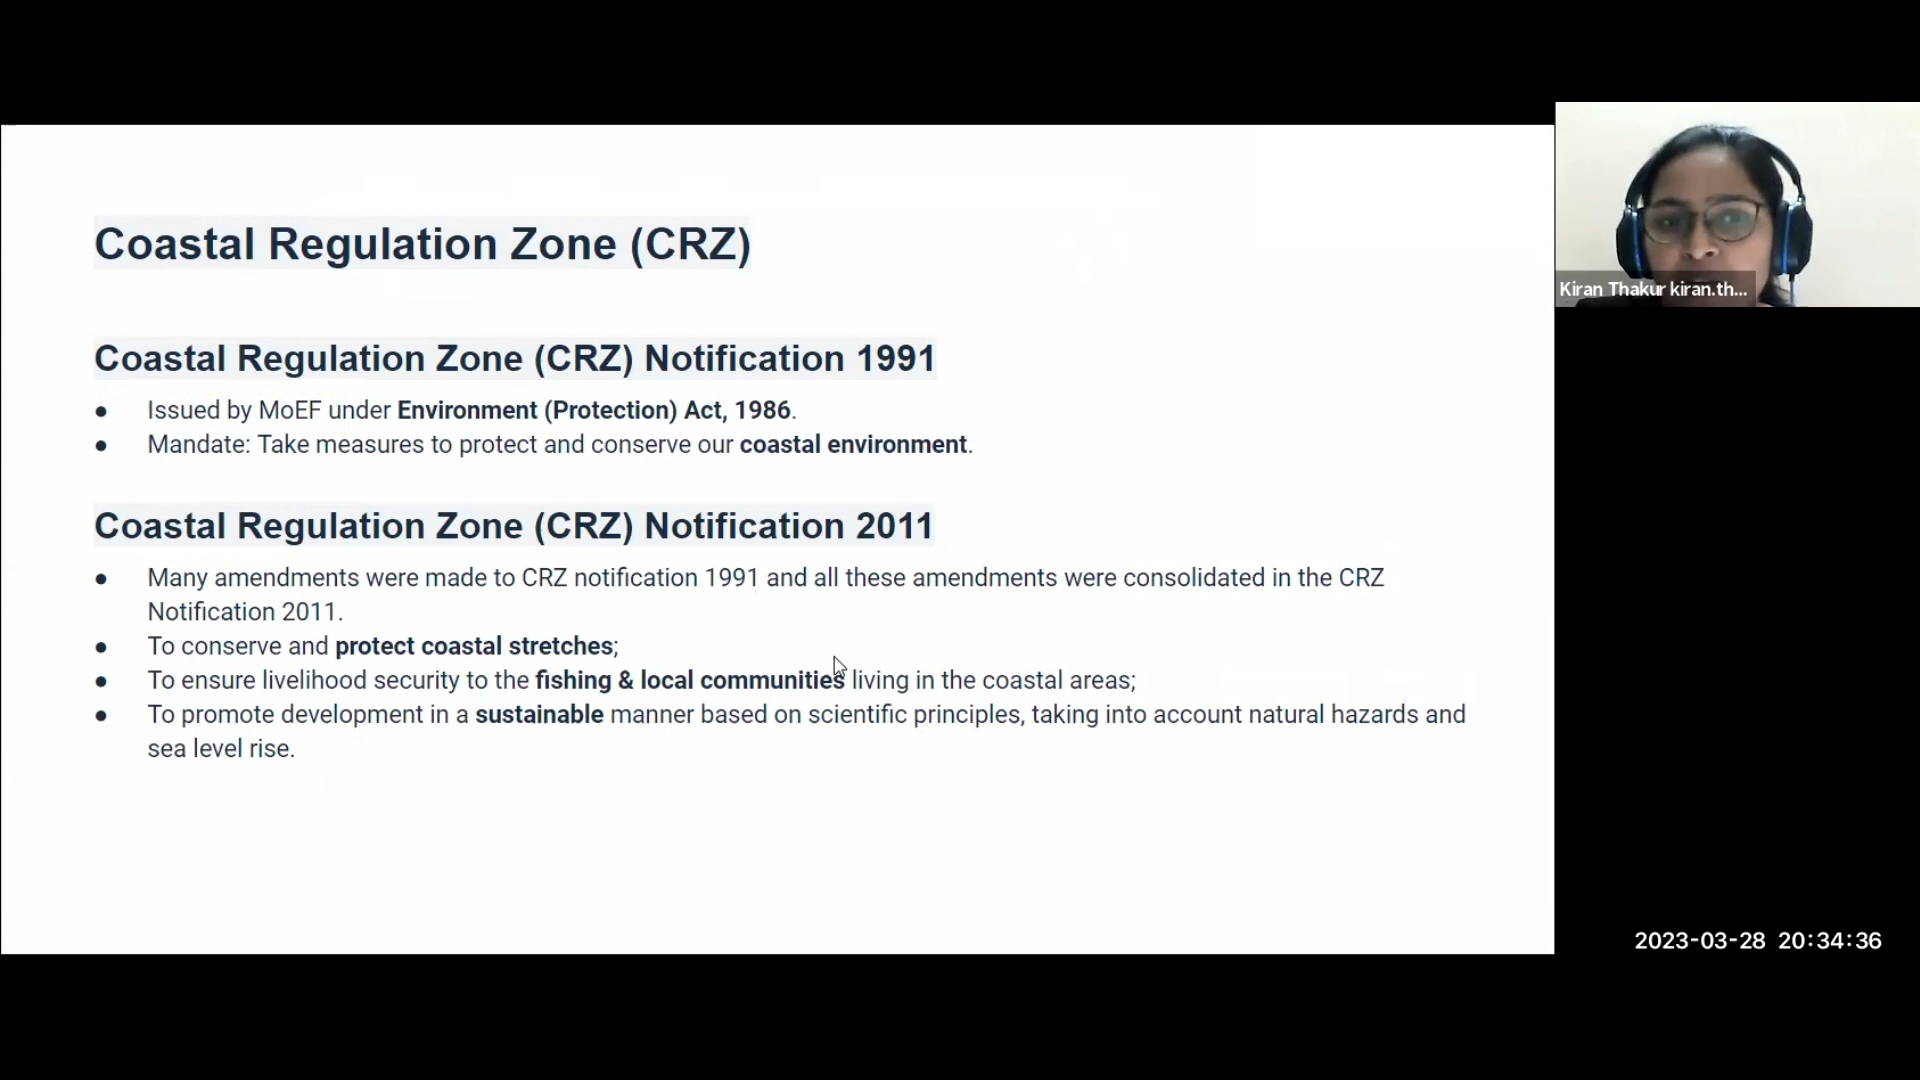 Coastal Regulation Zone (CRZ)
Coastal Regulation Zone (CRZ) Notification 1991
● Issued by MoEF under Environment (Protection) Act, 1986.
● Mandate: Take measures to protect and conserve our coastal environment.
Coastal Regulation Zone (CRZ) Notification 2011
● Many amendments were made to CRZ notification 1991 and all these amendments were consolidated in the CRZ
Notification 2011.
● To conserve and protect coastal stretches;
● To ensure livelihood security to the fishing & local communities living in the coastal areas;
● To promote development in a sustainable manner based on scientific principles, taking into account natural hazards and
sea level rise.
Kiran Thakur kiran.th...
2023-03-28 20:34:36